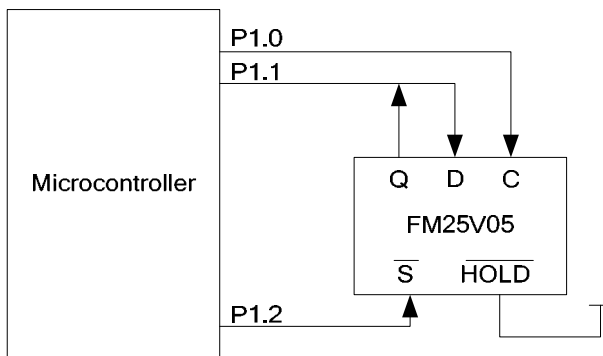 P1.0
P1.1
Microcontroller
Q D C
FM25V05
S HOLD
P1.2